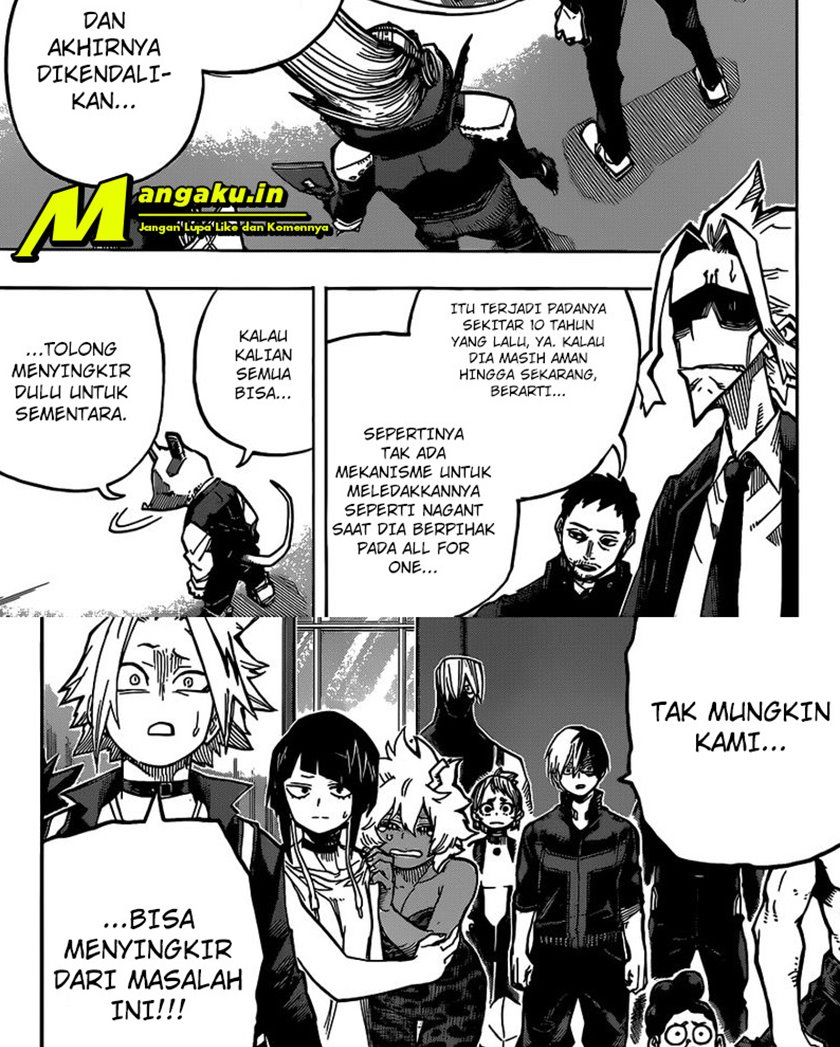 DAN
AKHIRNYA
DIKENDALI-
KAN...
Mangaku.in
Jangan Lupa Like dan Komennya
ITU TERJADI PADANYA
SEKITAR 10 TAHUN
YANG LALU, YA. KALAU
DIA MASIH AMAN
HINGGA SEKARANG,
BERARTI...
SEPERTINYA
TAK ADA
MEKANISME UNTUK
MELEDAKKANNYA
SEPERTI NAGANT
SAAT DIA BERPIHAK
PADA ALL FOR
ONE...
KALAU
KALIAN
SEMUA
BISA...
...TOLONG
MENYINGKIR
DULU UNTUK
SEMENTARA.
TAK MUNGKIN
KAMI...
...BISA
MENYINGKIR
DARI MASALAH
INI!!!